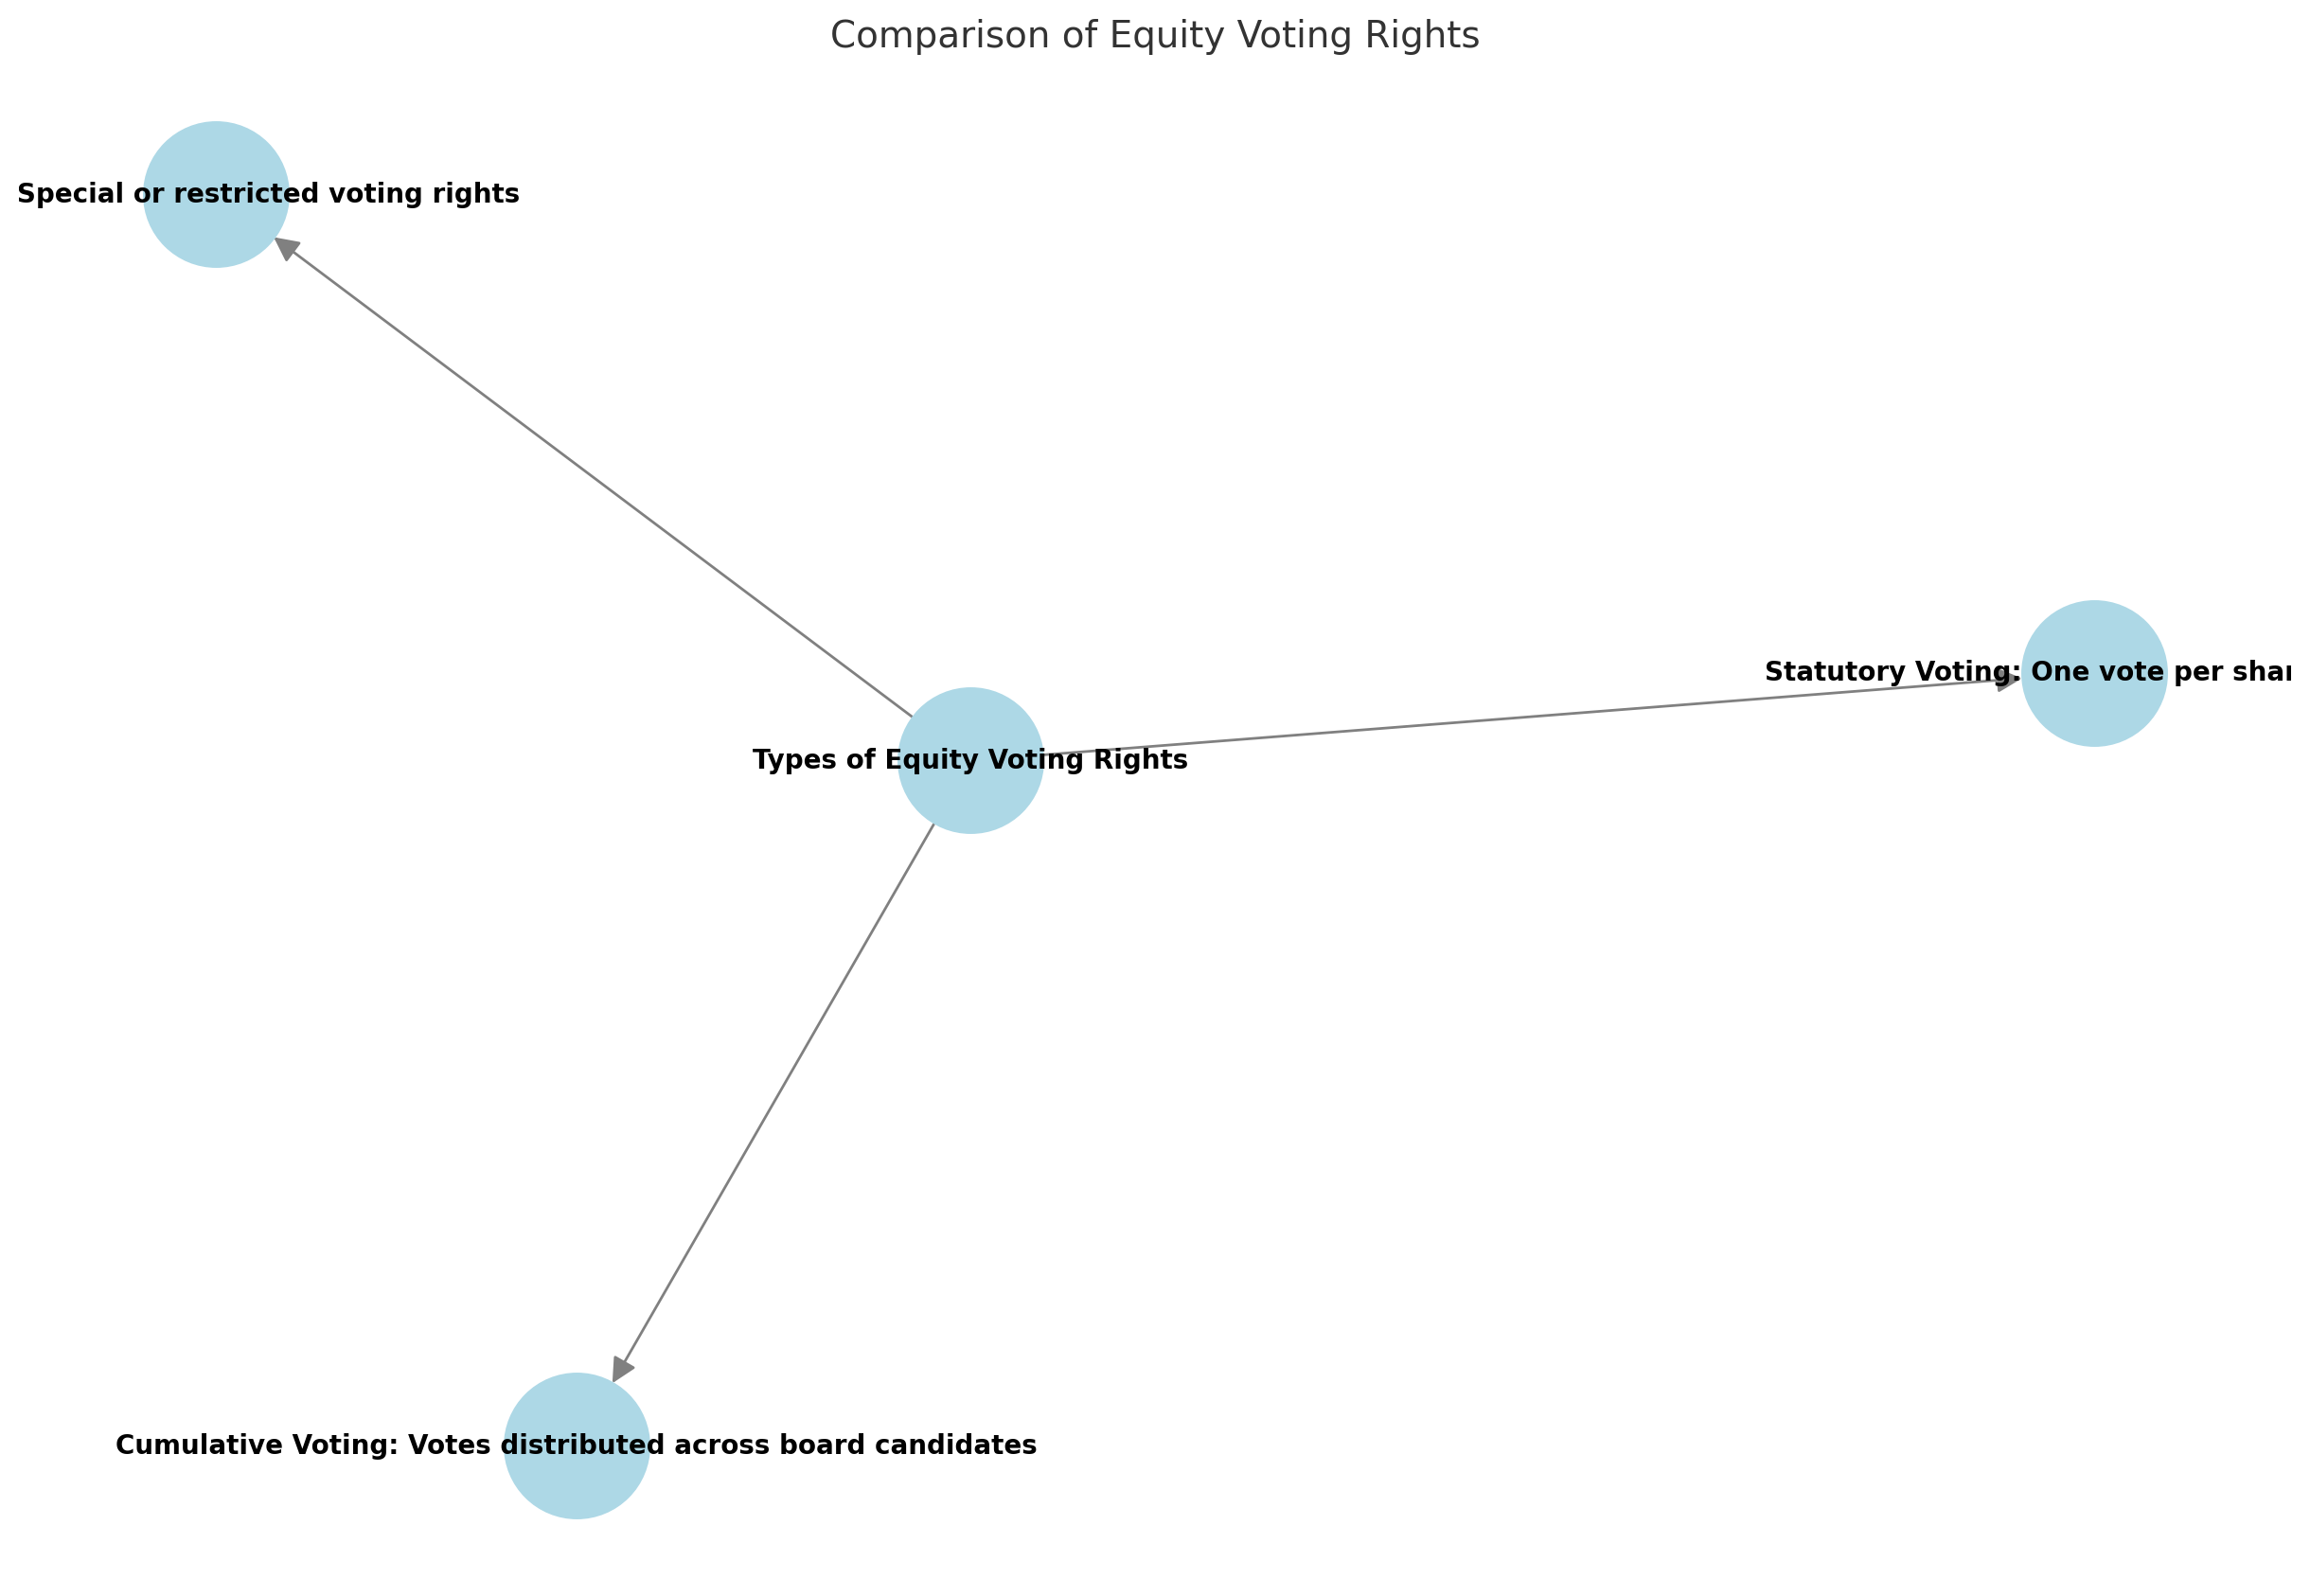 Comparison of Equity Voting Rights
Special or restricted voting rights
Statutory Voting: One vote per shar
Types of Equity Voting Rights
Cumulative Voting: Votes distributed across board candidates